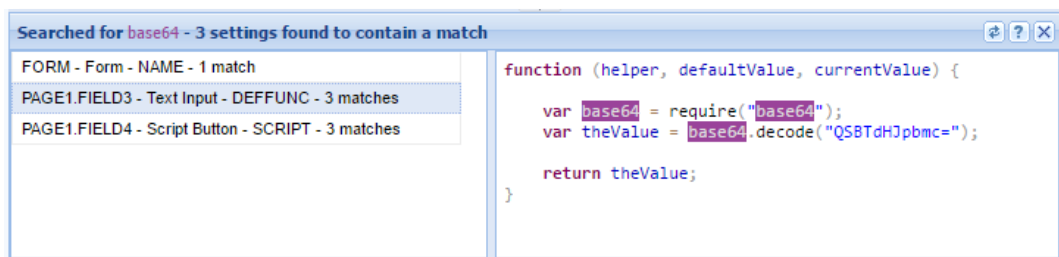 Searched for base64 - 3 settings found to contain a match
FORM - Form - NAME - 1 match
PAGE1.FIELD3 - Text Input - DEFFUNC - 3 matches
PAGE1.FIELD4 - Script Button - SCRIPT - 3 matches
function (helper, defaultValue, currentValue) {
var base64 = require("base64");
var theValue = base64.decode("QSBTdHJpbmc=");
return theValue;
}